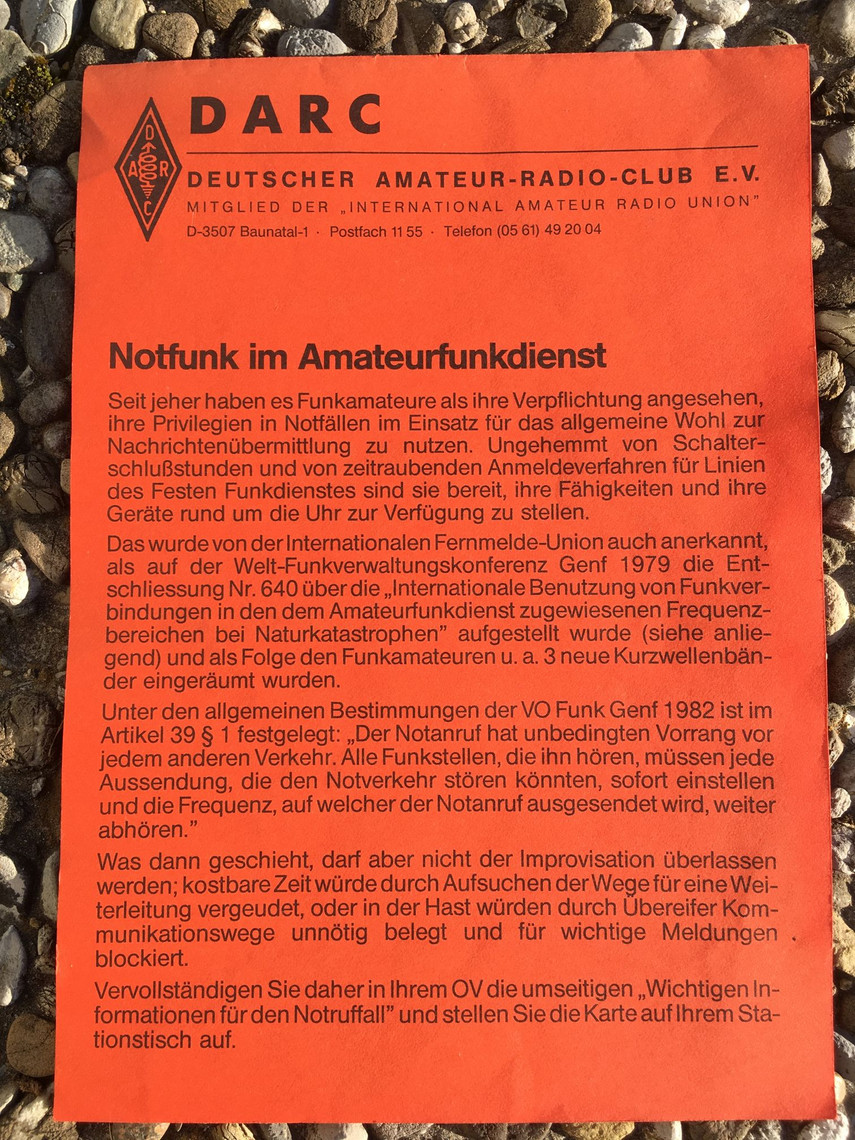 DARC
D
A R
C
DEUTSCHER AMATEUR-RADIO-CLUB E.V.
MITGLIED DER „INTERNATIONAL AMATEUR RADIO UNION”
D-3507 Baunatal-1 · Postfach 11 55 · Telefon (05 61) 49 20 04
Notfunk im Amateurfunkdienst
Seit jeher haben es Funkamateure als ihre Verpflichtung angesehen,
ihre Privilegien in Notfällen im Einsatz für das allgemeine Wohl zur
Nachrichtenübermittlung zu nutzen. Ungehemmt von Schalter-
schlußstunden und von zeitraubenden Anmeldeverfahren für Linien
des Festen Funkdienstes sind sie bereit, ihre Fähigkeiten und ihre
Geräte rund um die Uhr zur Verfügung zu stellen.
Das wurde von der Internationalen Fernmelde-Union auch anerkannt,
als auf der Welt-Funkverwaltungskonferenz Genf 1979 die Ent-
schliessung Nr. 640 über die „Internationale Benutzung von Funkver-
bindungen in den dem Amateurfunkdienst zugewiesenen Frequenz-
bereichen bei Naturkatastrophen” aufgestellt wurde (siehe anlie-
gend) und als Folge den Funkamateuren u. a. 3 neue Kurzwellenbän-
der eingeräumt wurden.
Unter den allgemeinen Bestimmungen der VO Funk Genf 1982 ist im
Artikel 39 § 1 festgelegt: „Der Notanruf hat unbedingten Vorrang vor
jedem anderen Verkehr. Alle Funkstellen, die ihn hören, müssen jede
Aussendung, die den Notverkehr stören könnten, sofort einstellen
und die Frequenz, auf welcher der Notanruf ausgesendet wird, weiter
abhören.”
Was dann geschieht, darf aber nicht der Improvisation überlassen
werden; kostbare Zeit würde durch Aufsuchen der Wege für eine Wei-
terleitung vergeudet, oder in der Hast würden durch Übereifer Kom-
munikationswege unnötig belegt und für wichtige Meldungen
blockiert.
Vervollständigen Sie daher in Ihrem OV die umseitigen „Wichtigen In-
formationen für den Notruffall” und stellen Sie die Karte auf Ihrem Sta-
tionstisch auf.